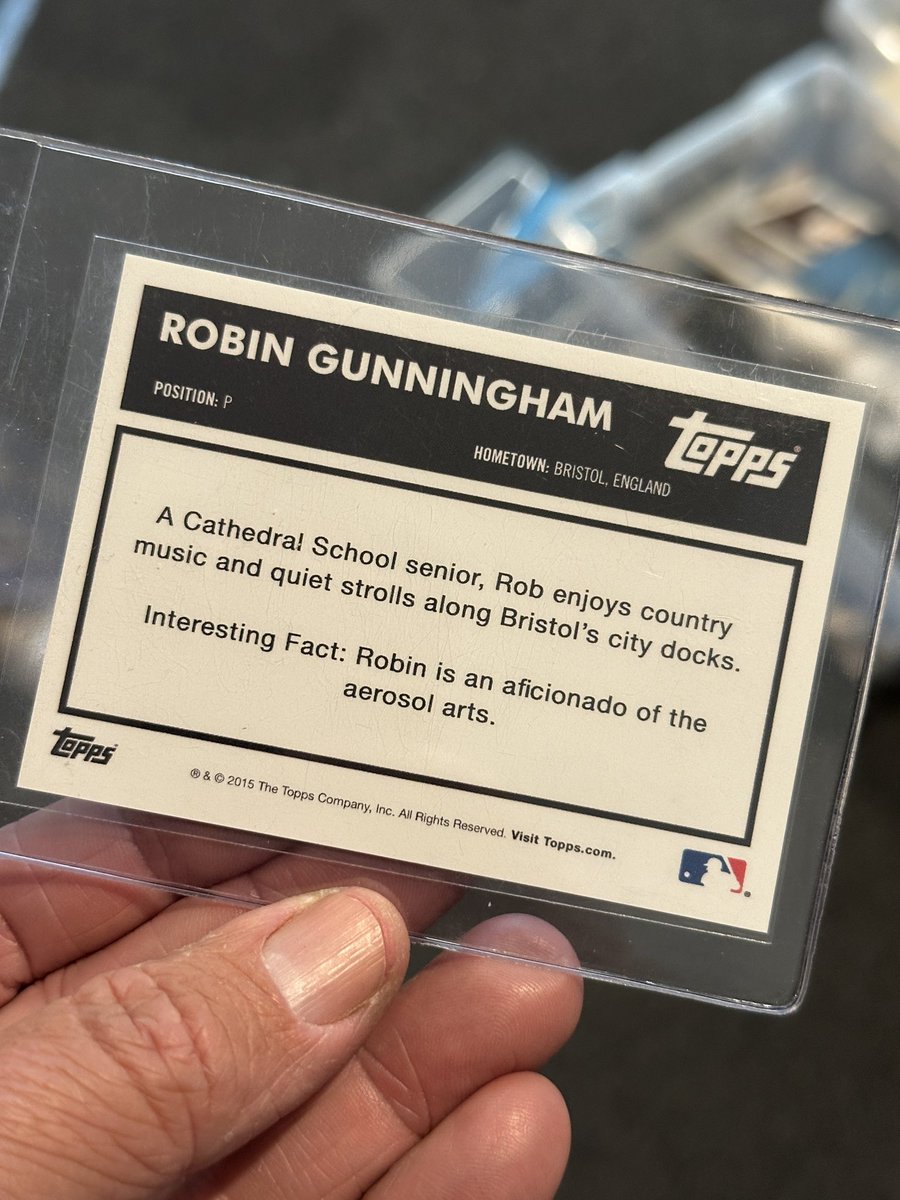 ROBIN GUNNINGHAM
POSITION: P
HOMETOWN: BRISTOL, ENGLAND
topps®
A Cathedral School senior, Rob enjoys country
music and quiet strolls along Bristol's city docks.
Interesting Fact: Robin is an aficionado of the
aerosol arts.
topps
® & © 2015 The Topps Company, Inc. All Rights Reserved. Visit Topps.com.